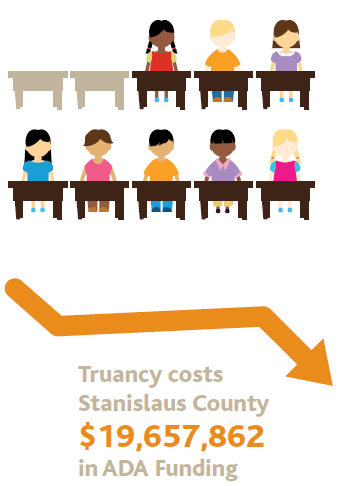 Truancy costs
Stanislaus County
$19,657,862
in ADA Funding